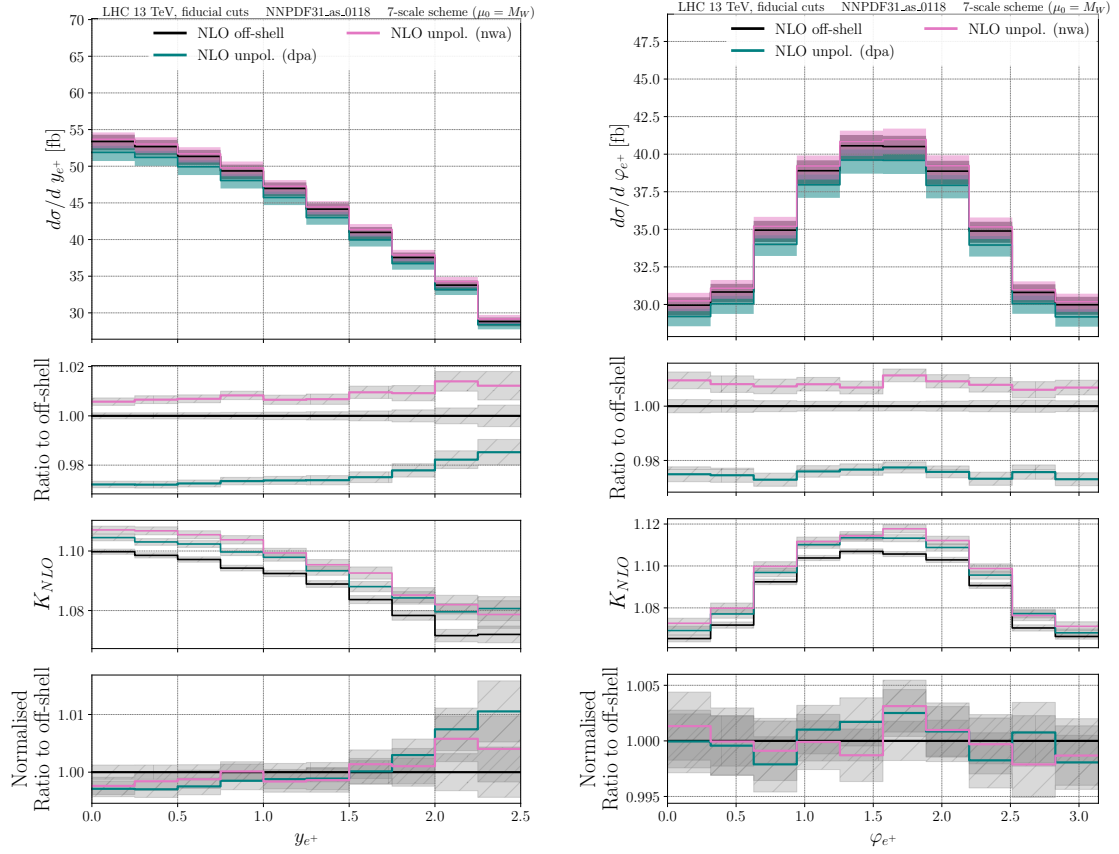 LHC 13 TeV, fiducial cuts NNPDF31_as_0118 7-scale scheme (μ0 = MW)
NLO off-shell
NLO unpol. (dpa)
NLO unpol. (nwa)
dσ/d ye+ [fb]
55
50
45
40
35
30
Ratio to off-shell
1.02
1.00
0.98
KNLO
1.10
1.08
Normalised
Ratio to off-shell
1.01
1.00
0.0 0.5 1.0 1.5 2.0 2.5
ye+
LHC 13 TeV, fiducial cuts NNPDF31_as_0118 7-scale scheme (μ0 = MW)
NLO off-shell
NLO unpol. (dpa)
NLO unpol. (nwa)
dσ/d φe+ [fb]
47.5
45.0
42.5
40.0
37.5
35.0
32.5
30.0
Ratio to off-shell
1.00
0.98
KNLO
1.12
1.10
1.08
Normalised
Ratio to off-shell
1.005
1.000
0.995
0.0 0.5 1.0 1.5 2.0 2.5 3.0
φe+